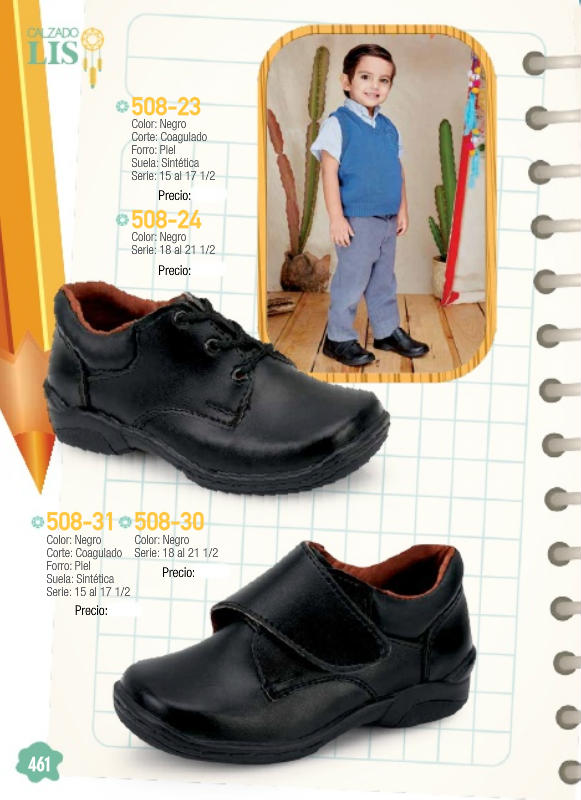 CALZADO
LIS
508-23
Color: Negro
Corte: Coagulado
Forro: Piel
Suela: Sintética
Serie: 15 al 17 1/2
Precio:
508-24
Color: Negro
Serie: 18 al 21 1/2
Precio:
508-31
Color: Negro
Corte: Coagulado
Forro: Piel
Suela: Sintética
Serie: 15 al 17 1/2
Precio:
508-30
Color: Negro
Serie: 18 al 21 1/2
Precio:
461